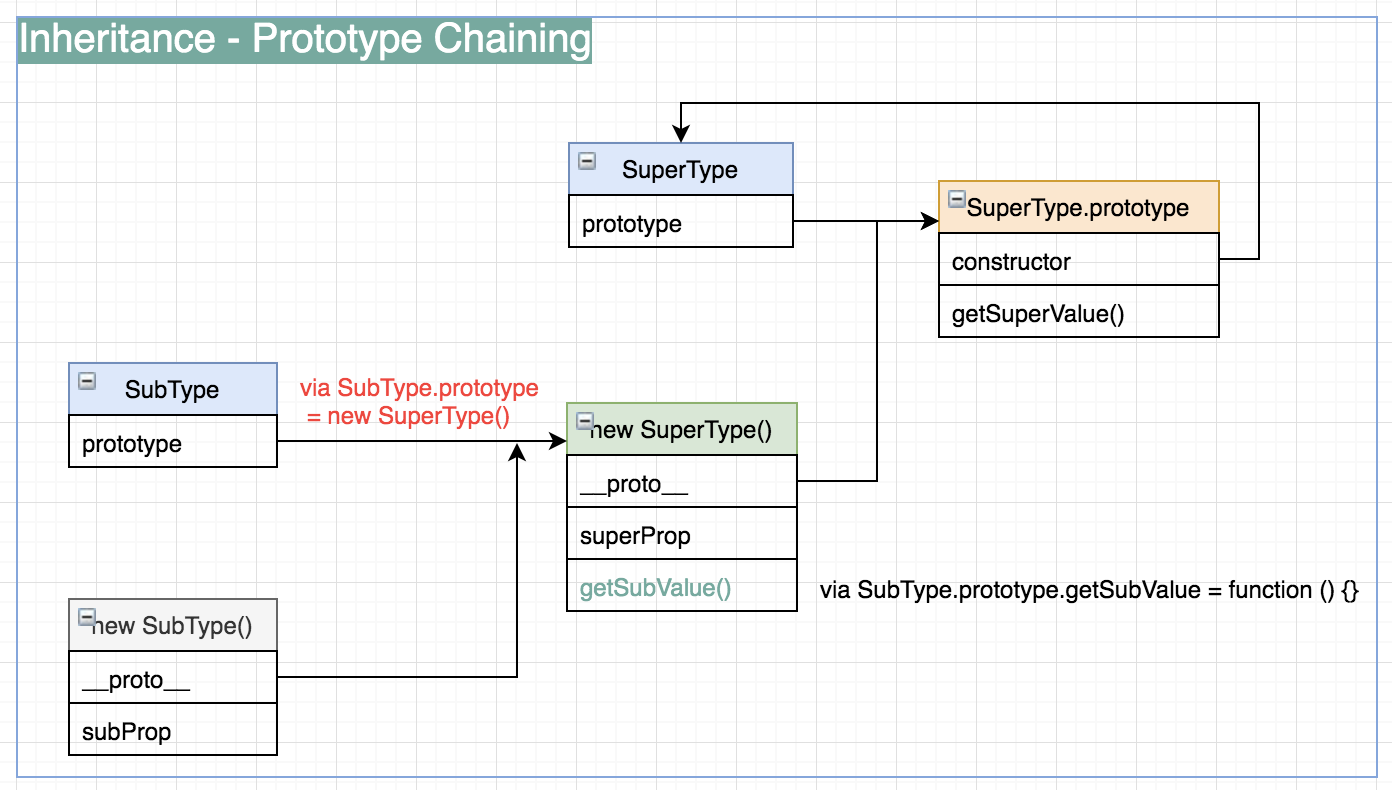 Inheritance - Prototype Chaining
SuperType
prototype
SuperType.prototype
constructor
getSuperValue()
SubType
prototype
via SubType.prototype
= new SuperType()
new SuperType()
__proto__
superProp
getSubValue()
via SubType.prototype.getSubValue = function () {}
new SubType()
__proto__
subProp